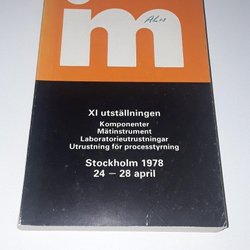 im
XI utställningen
Komponenter
Mätinstrument
Laboratorieutrustningar
Utrustning för processtyrning
Stockholm 1978
24 – 28 april